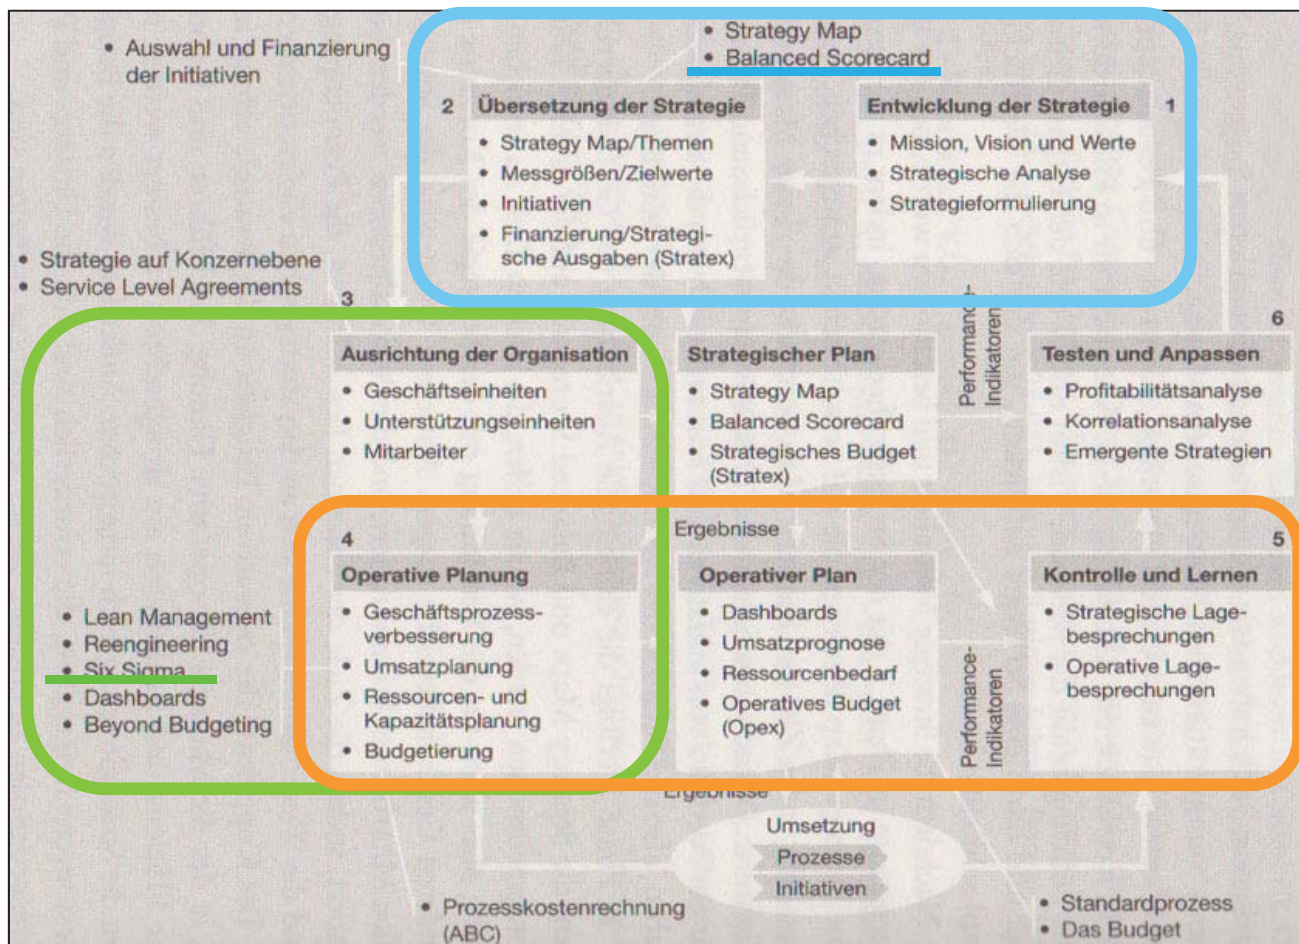 • Auswahl und Finanzierung
der Initiativen
• Strategy Map
• Balanced Scorecard
2
Übersetzung der Strategie
• Strategy Map/Themen
• Messgrößen/Zielwerte
• Initiativen
• Finanzierung/Strategi-
sche Ausgaben (Stratex)
Entwicklung der Strategie
1
• Mission, Vision und Werte
• Strategische Analyse
• Strategieformulierung
• Strategie auf Konzernebene
• Service Level Agreements
3
Ausrichtung der Organisation
• Geschäftseinheiten
• Unterstützungseinheiten
• Mitarbeiter
Strategischer Plan
• Strategy Map
• Balanced Scorecard
• Strategisches Budget
(Stratex)
Performance-
Indikatoren
6
Testen und Anpassen
• Profitabilitätsanalyse
• Korrelationsanalyse
• Emergente Strategien
Ergebnisse
4
Operative Planung
• Geschäftsprozess-
verbesserung
• Umsatzplanung
• Ressourcen- und
Kapazitätsplanung
• Budgetierung
• Lean Management
• Reengineering
• Six Sigma
• Dashboards
• Beyond Budgeting
Operativer Plan
• Dashboards
• Umsatzprognose
• Ressourcenbedarf
• Operatives Budget
(Opex)
Performance-
Indikatoren
5
Kontrolle und Lernen
• Strategische Lage-
besprechungen
• Operative Lage-
besprechungen
Ergebnisse
Umsetzung
Prozesse
Initiativen
• Prozesskostenrechnung
(ABC)
• Standardprozess
• Das Budget